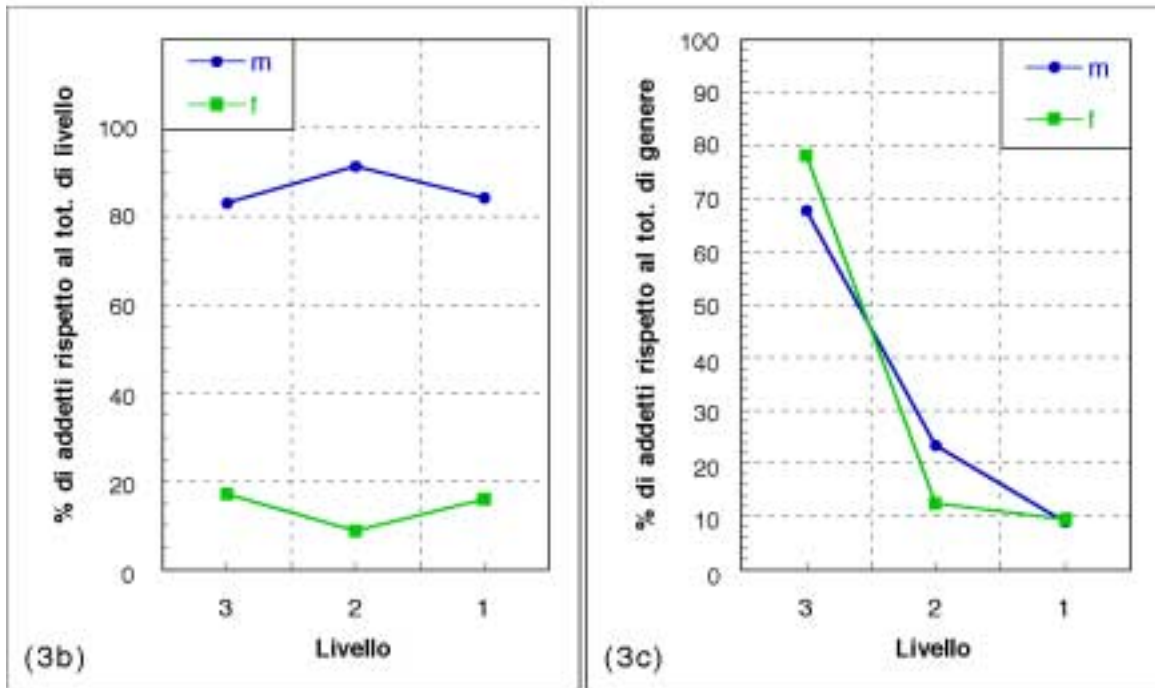 m
f
% di addetti rispetto al tot. di livello
100
80
60
40
20
0
3 2 1
Livello
(3b)
m
f
% di addetti rispetto al tot. di genere
100
90
80
70
60
50
40
30
20
10
0
3 2 1
Livello
(3c)